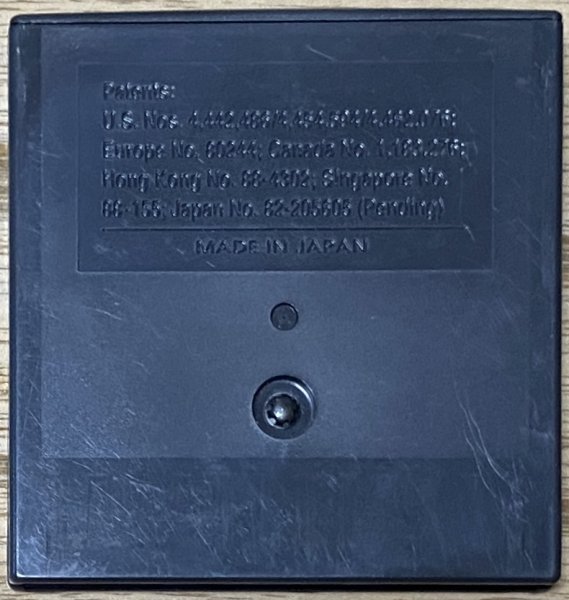 Patents:
U.S. Nos. 4,442,486/4,454,594/4,462,076;
Europe No. 80244; Canada No. 1,183,276;
Hong Kong No. 88-4302; Singapore No.
88-155; Japan No. 82-205605 (Pending)
MADE IN JAPAN